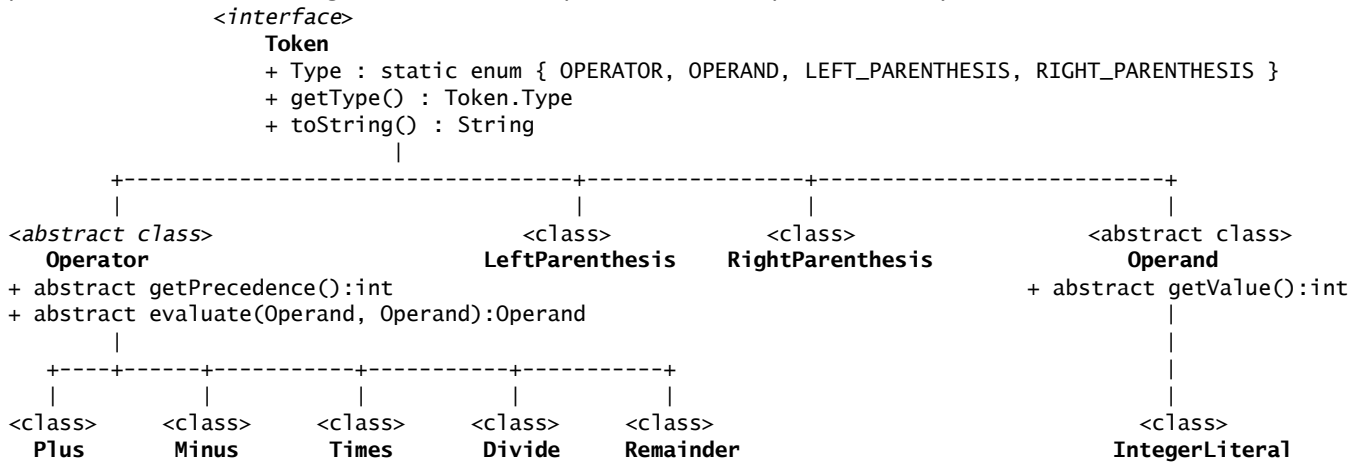 <interface>
Token
+ Type : static enum { OPERATOR, OPERAND, LEFT_PARENTHESIS, RIGHT_PARENTHESIS }
+ getType() : Token.Type
+ toString() : String
|
+-----------------------------------+-----------------+---------------------------+
| | | |
<abstract class> <class> <class> <abstract class>
Operator LeftParenthesis RightParenthesis Operand
+ abstract getPrecedence():int + abstract getValue():int
+ abstract evaluate(Operand, Operand):Operand |
| |
+----+------+-----------+-----------+-----------+ |
| | | | | |
<class> <class> <class> <class> <class> <class>
Plus Minus Times Divide Remainder IntegerLiteral